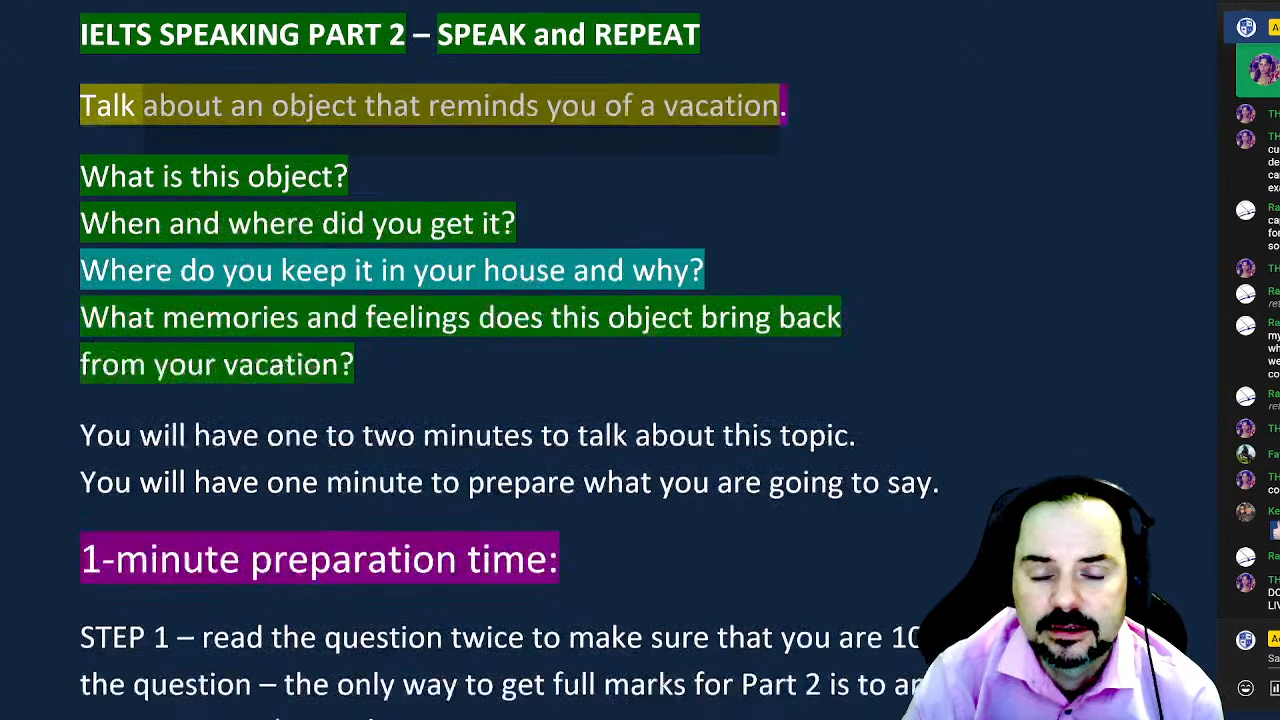 IELTS SPEAKING PART 2 – SPEAK and REPEAT
Talk about an object that reminds you of a vacation.
What is this object?
When and where did you get it?
Where do you keep it in your house and why?
What memories and feelings does this object bring back
from your vacation?
You will have one to two minutes to talk about this topic.
You will have one minute to prepare what you are going to say.
1-minute preparation time:
STEP 1 – read the question twice to make sure that you are
the question – the only way to get full marks for Part 2 is to